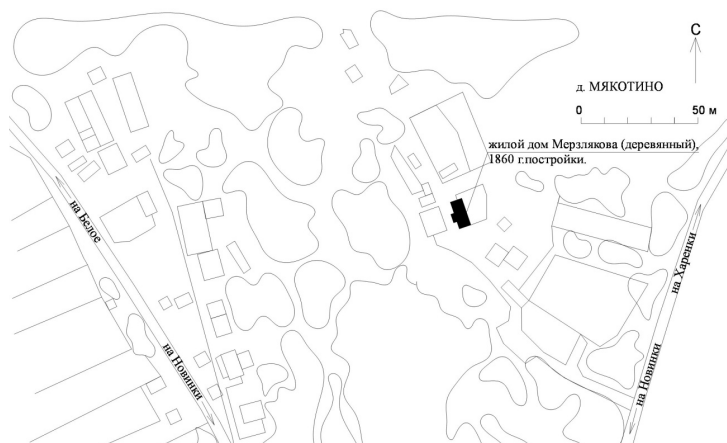 С
д. МЯКОТИНО
0 50 м
жилой дом Мерзлякова (деревянный),
1860 г.постройки.
на Белое
на Новинки
на Харенки
на Новинки